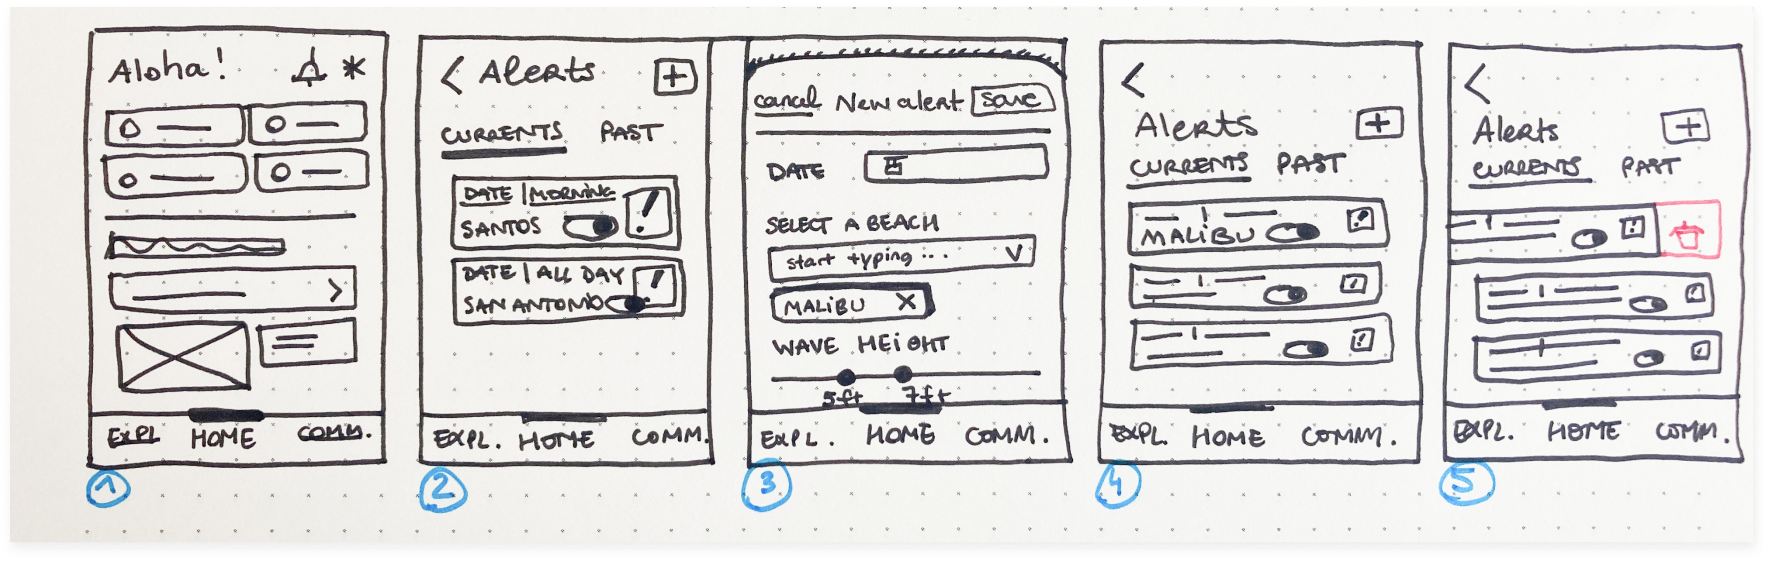 Aloha!
EXPL HOME COMM.
1
< Alerts +
CURRENTS PAST
DATE | MORNING
SANTOS !
DATE | ALL DAY
SAN ANTONIO !
EXPL. HOME COMM.
2
cancel New alert save
DATE
SELECT A BEACH
start typing ...
MALIBU X
WAVE HEIGHT
5ft 7ft
EXPL. HOME COMM.
3
<
Alerts +
CURRENTS PAST
MALIBU !
!
!
EXPL. HOME COMM.
4
<
Alerts +
CURRENTS PAST
!
!
!
EXPL. HOME COMM.
5